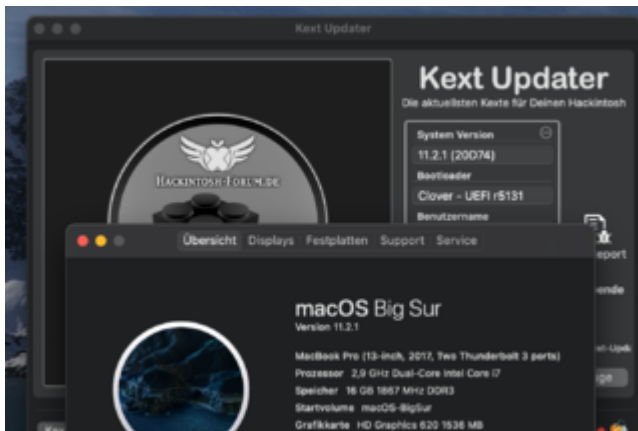 Kext Updater
Kext Updater
Die aktuellsten Kexte für Deinen Hackintosh
System Version
11.2.1 (20D74)
Bootloader
Clover - UEFI r5131
Benutzername
HACKINTOSH-FORUM.DE
eport
ende
Übersicht Displays Festplatten Support Service
macOS Big Sur
Version 11.2.1
MacBook Pro (13-inch, 2017, Two Thunderbolt 3 ports)
Prozessor 2,9 GHz Dual-Core Intel Core i7
Speicher 16 GB 1867 MHz DDR3
Startvolume macOS-BigSur
Grafikkarte HD Graphics 620 1536 MB